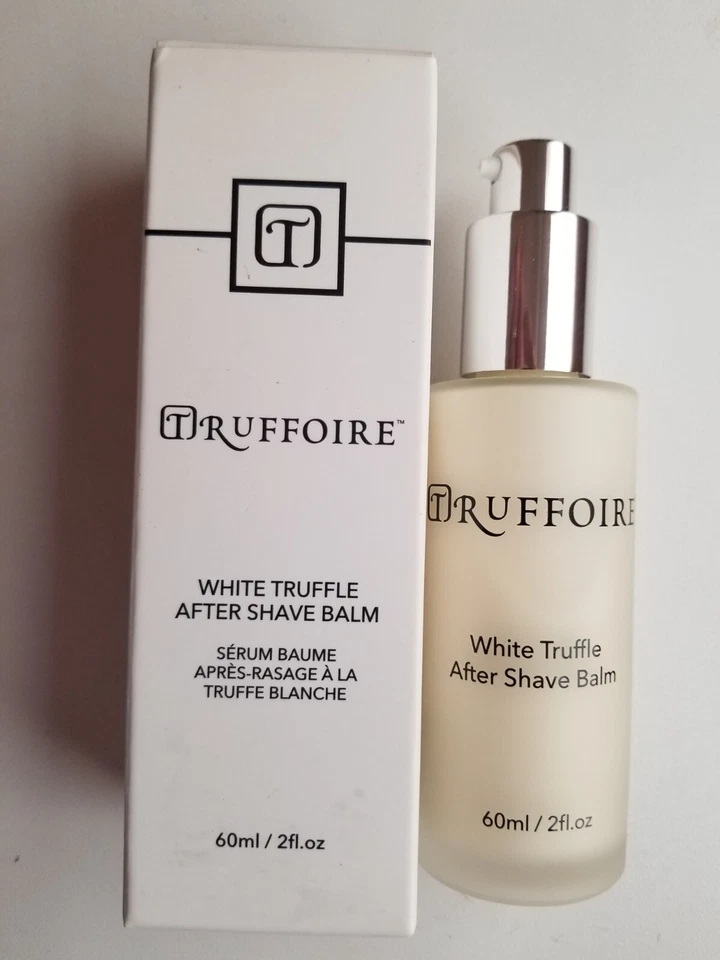 T
TRUFFOIRE™
WHITE TRUFFLE
AFTER SHAVE BALM
SÉRUM BAUME
APRÈS-RASAGE À LA
TRUFFE BLANCHE
60ml / 2fl.oz
TRUFFOIRE
White Truffle
After Shave Balm
60ml / 2fl.oz